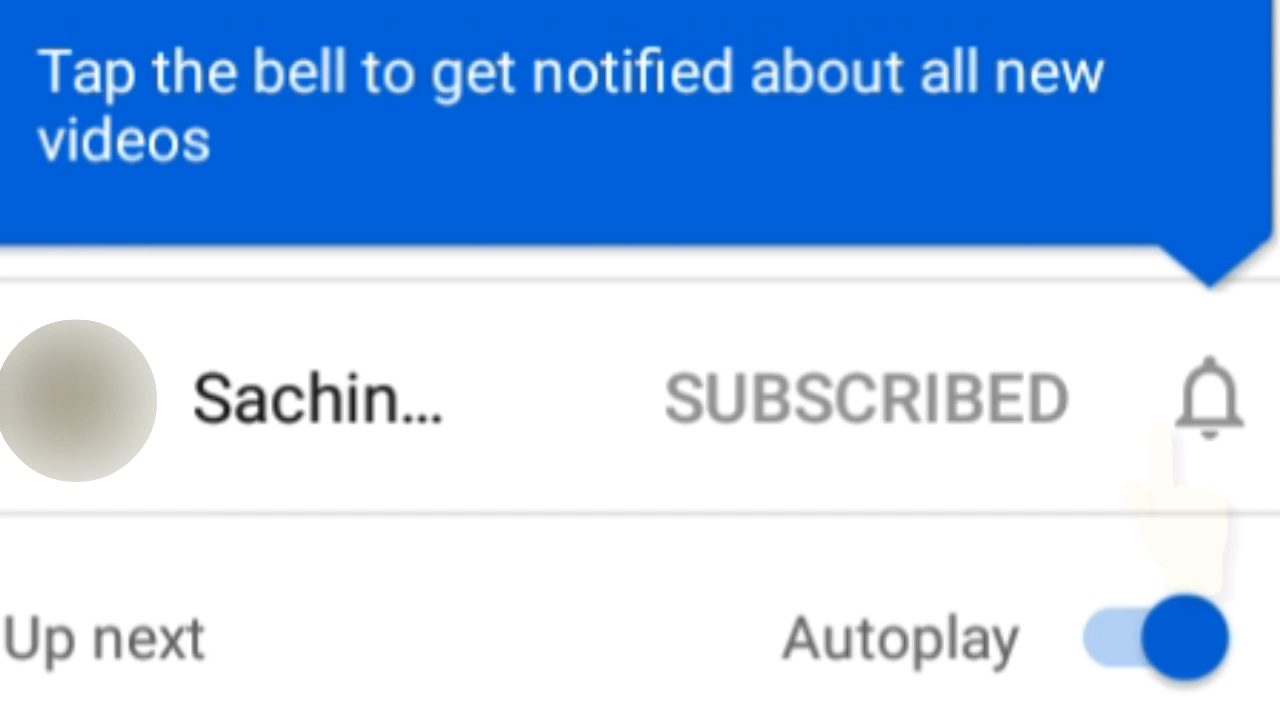 Tap the bell to get notified about all new
videos
Sachin... SUBSCRIBED
Up next Autoplay